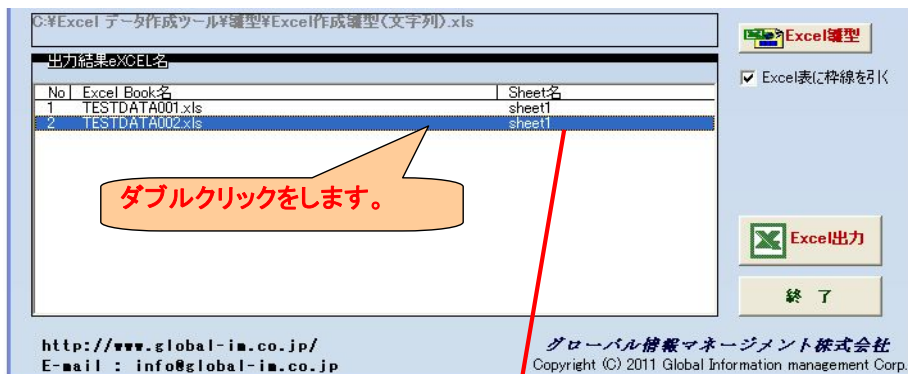 C:¥Excel データ作成ツール¥雛型¥Excel作成雛型(文字列).xls
Excel雛型
出力結果eXCEL名
Excel表に枠線を引く
No Excel Book名 Sheet名
1 TESTDATA001.xls sheet1
2 TESTDATA002.xls sheet1
ダブルクリックをします。
Excel出力
終 了
http://www.global-im.co.jp/
グローバル情報マネージメント株式会社
E-mail : info@global-im.co.jp
Copyright (C) 2011 Global Information management Corp.